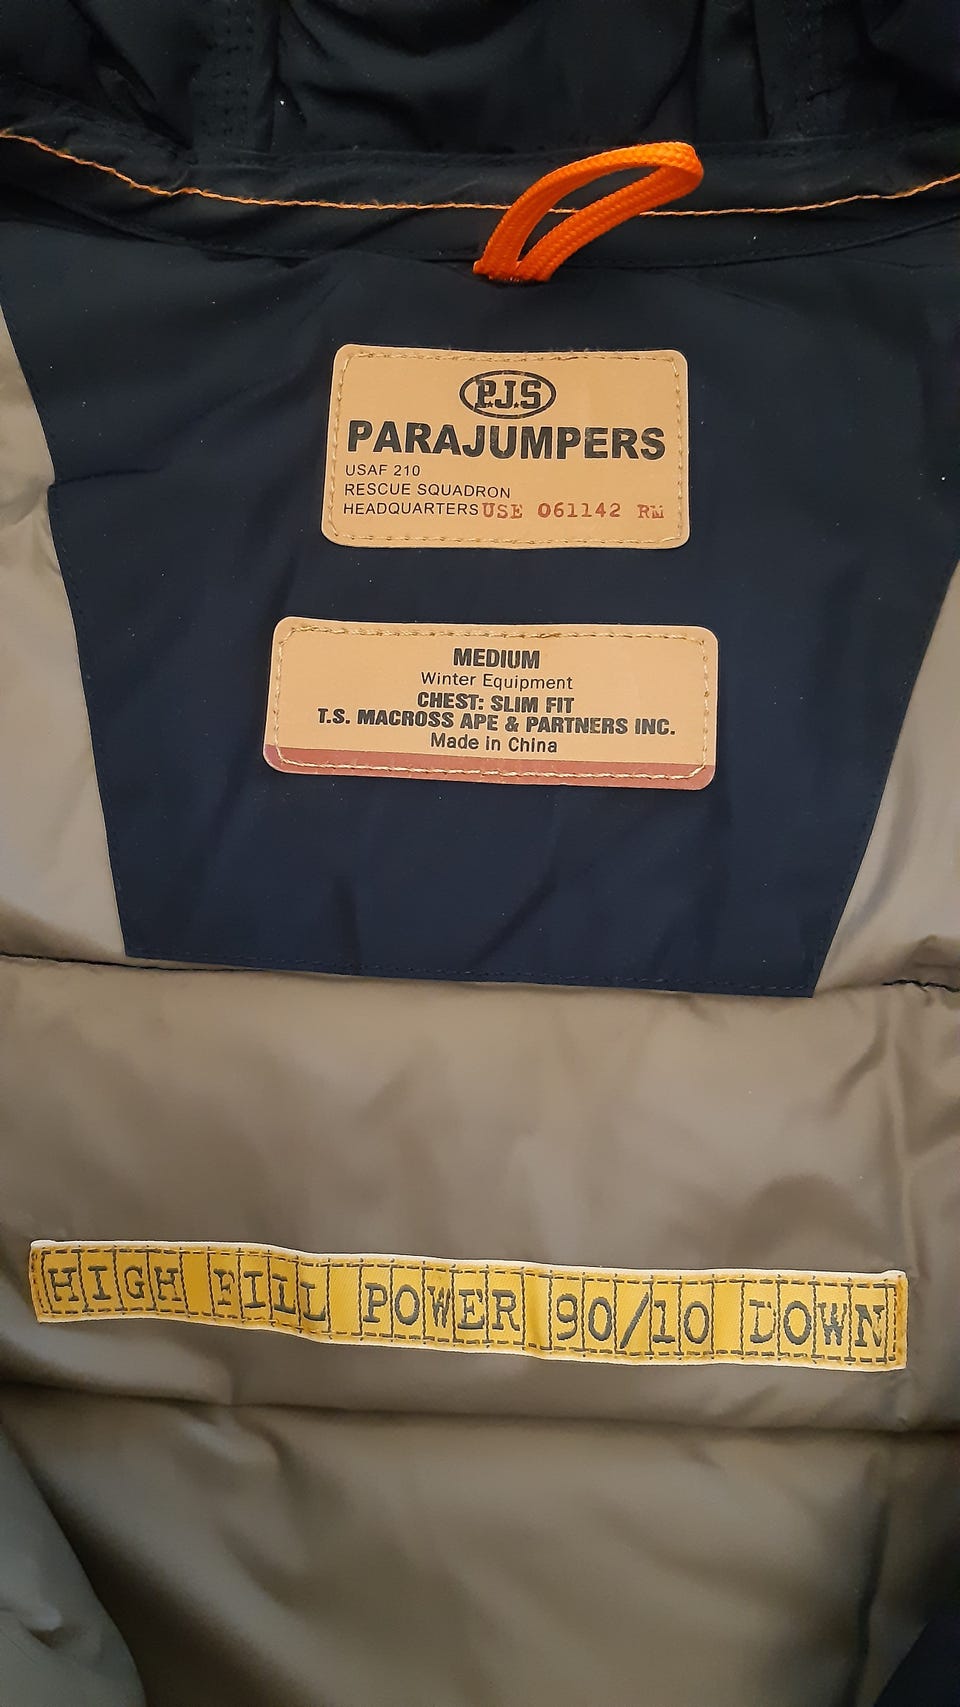 P.J.S
PARAJUMPERS
USAF 210
RESCUE SQUADRON
HEADQUARTERS USE 061142 RM
MEDIUM
Winter Equipment
CHEST: SLIM FIT
T.S. MACROSS APE & PARTNERS INC.
Made in China
HIGH FILL POWER 90/10 DOWN